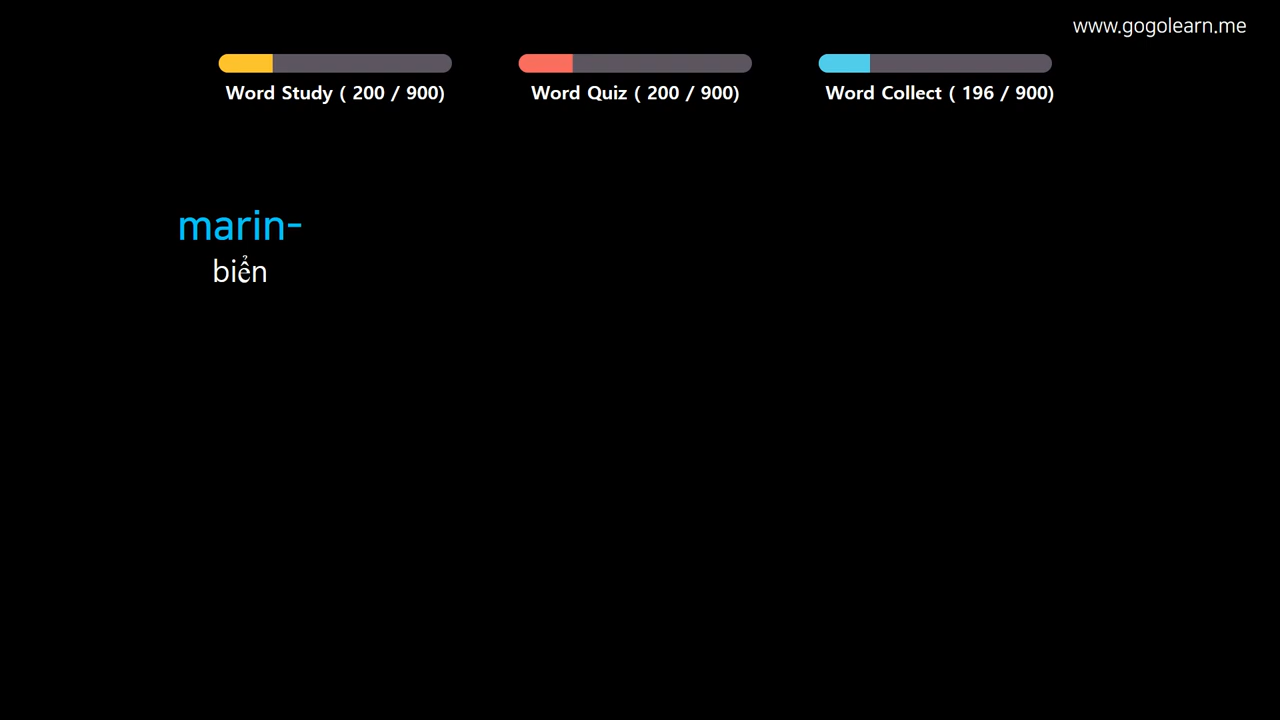 www.gogolearn.me
Word Study ( 200 / 900)
Word Quiz ( 200 / 900)
Word Collect ( 196 / 900)
marin-
biển